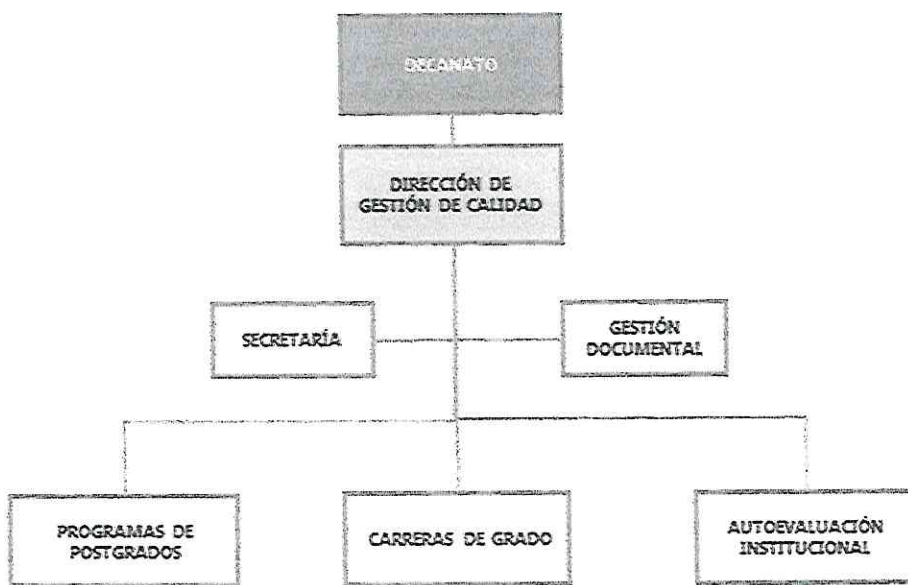 DECANATO
DIRECCIÓN DE
GESTIÓN DE CALIDAD
SECRETARÍA
GESTIÓN
DOCUMENTAL
PROGRAMAS DE
POSTGRADOS
CARRERAS DE GRADO
AUTOEVALUACIÓN
INSTITUCIONAL